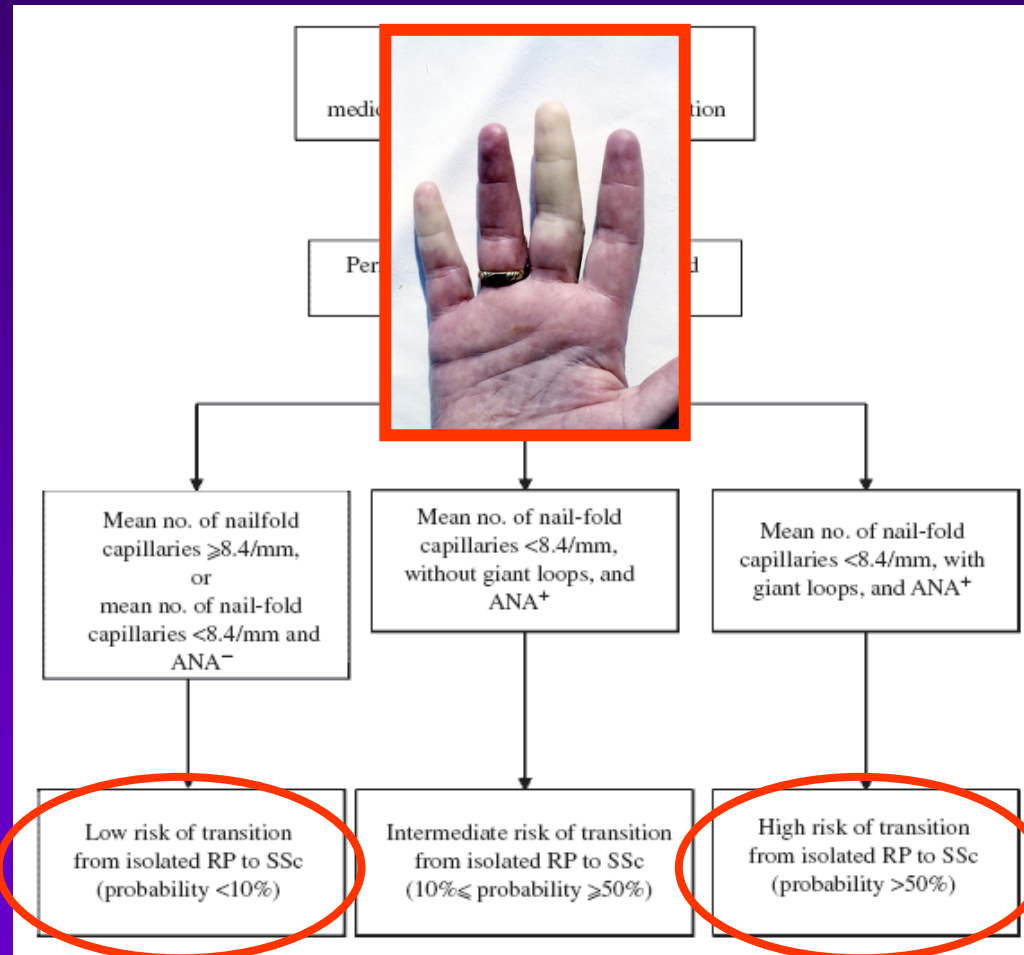 tion
Mean no. of nailfold
capillaries ⩾8.4/mm,
or
mean no. of nail-fold
capillaries <8.4/mm and
ANA−
Mean no. of nail-fold
capillaries <8.4/mm,
without giant loops, and
ANA+
Mean no. of nail-fold
capillaries <8.4/mm, with
giant loops, and ANA+
Low risk of transition
from isolated RP to SSc
(probability <10%)
Intermediate risk of transition
from isolated RP to SSc
(10%⩽ probability ⩾50%)
High risk of transition
from isolated RP to SSc
(probability >50%)